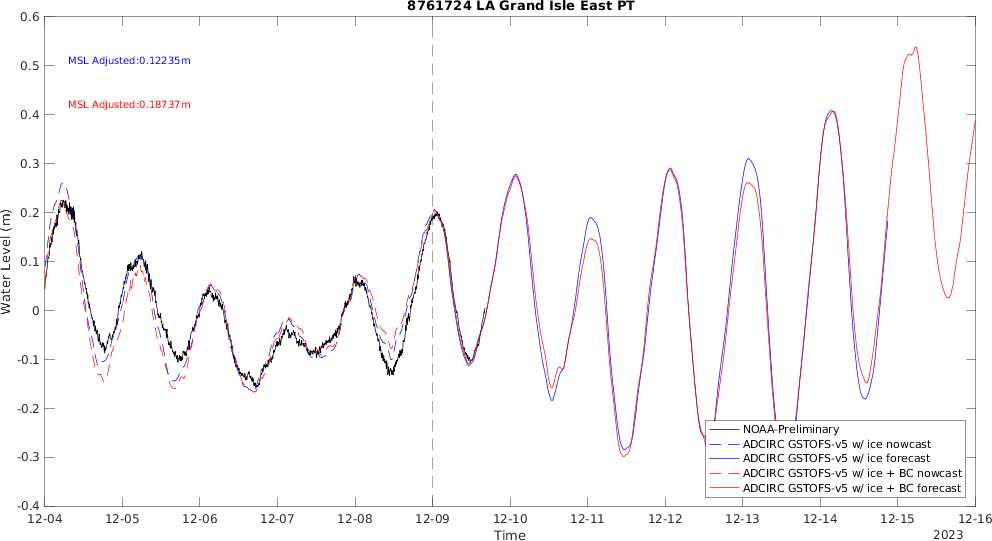 8761724 LA Grand Isle East PT
MSL Adjusted:0.12235m
MSL Adjusted:0.18737m
Water Level (m)
0.6
0.5
0.4
0.3
0.2
0.1
0
-0.1
-0.2
-0.3
-0.4
NOAA-Preliminary
ADCIRC GSTOFS-v5 w/ ice nowcast
ADCIRC GSTOFS-v5 w/ ice forecast
ADCIRC GSTOFS-v5 w/ ice + BC nowcast
ADCIRC GSTOFS-v5 w/ ice + BC forecast
12-04 12-05 12-06 12-07 12-08 12-09 12-10 12-11 12-12 12-13 12-14 12-15 12-16
Time
2023